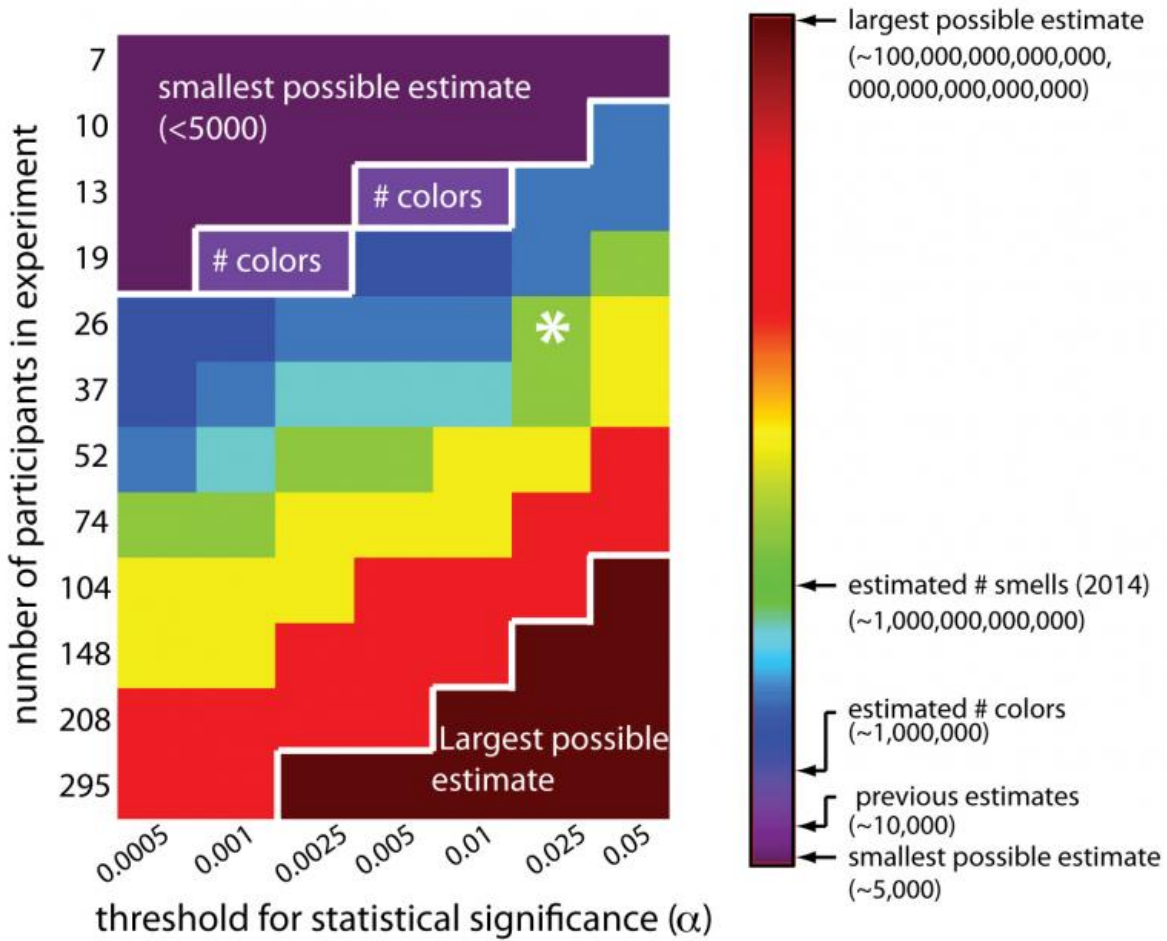 number of participants in experiment
7
10
13
19
26
37
52
74
104
148
208
295
smallest possible estimate
(<5000)
# colors
# colors
*
Largest possible
estimate
0.0005
0.001
0.0025
0.005
0.01
0.025
0.05
threshold for statistical significance (α)
largest possible estimate
(~100,000,000,000,000,
000,000,000,000,000)
estimated # smells (2014)
(~1,000,000,000,000)
estimated # colors
(~1,000,000)
previous estimates
(~10,000)
smallest possible estimate
(~5,000)